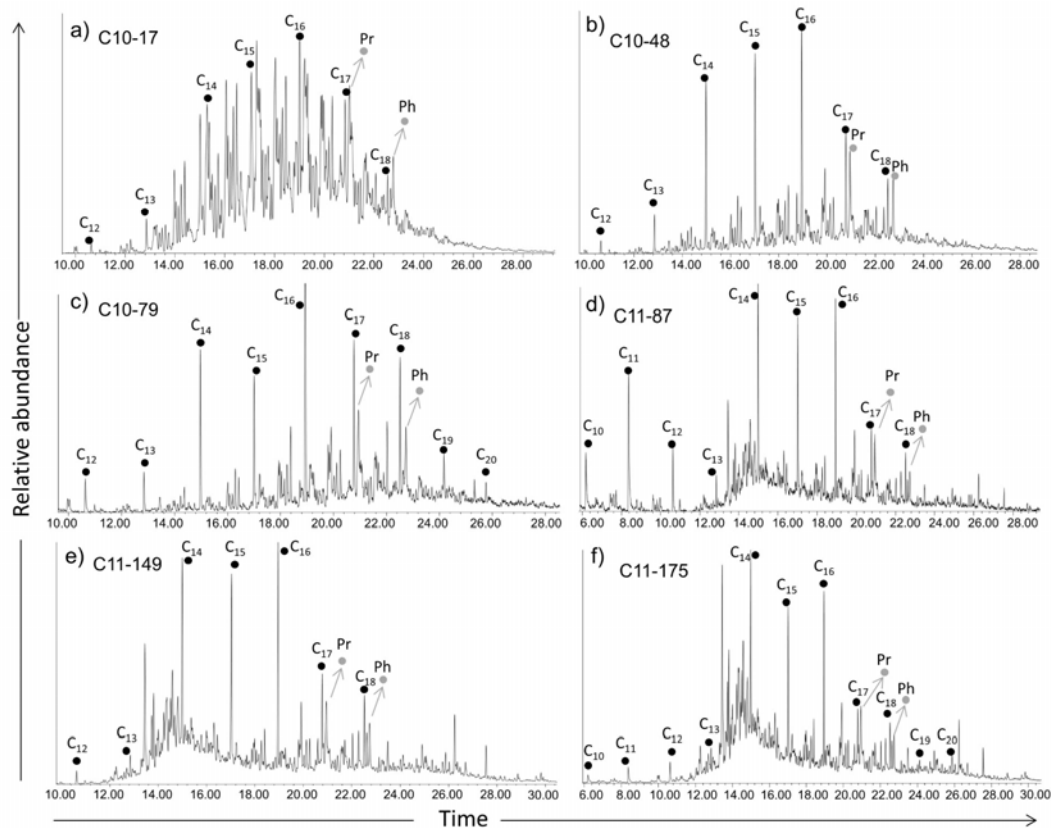 a) C10-17
C12
C13
C14
C15
C16
C17
Pr
C18
Ph
10.00 12.00 14.00 16.00 18.00 20.00 22.00 24.00 26.00 28.00
b) C10-48
C12
C13
C14
C15
C16
C17
Pr
C18
Ph
10.00 12.00 14.00 16.00 18.00 20.00 22.00 24.00 26.00 28.00
c) C10-79
C12
C13
C14
C15
C16
C17
Pr
C18
Ph
C19
C20
10.00 12.00 14.00 16.00 18.00 20.00 22.00 24.00 26.00 28.00
d) C11-87
C10
C11
C12
C13
C14
C15
C16
C17
Pr
C18
Ph
6.00 8.00 10.00 12.00 14.00 16.00 18.00 20.00 22.00 24.00 26.00 28.00
e) C11-149
C12
C13
C14
C15
C16
C17
Pr
C18
Ph
10.00 12.00 14.00 16.00 18.00 20.00 22.00 24.00 26.00 28.00 30.00
f) C11-175
C10
C11
C12
C13
C14
C15
C16
C17
Pr
C18
Ph
C19
C20
6.00 8.00 10.00 12.00 14.00 16.00 18.00 20.00 22.00 24.00 26.00 28.00 30.00
Relative abundance
Time